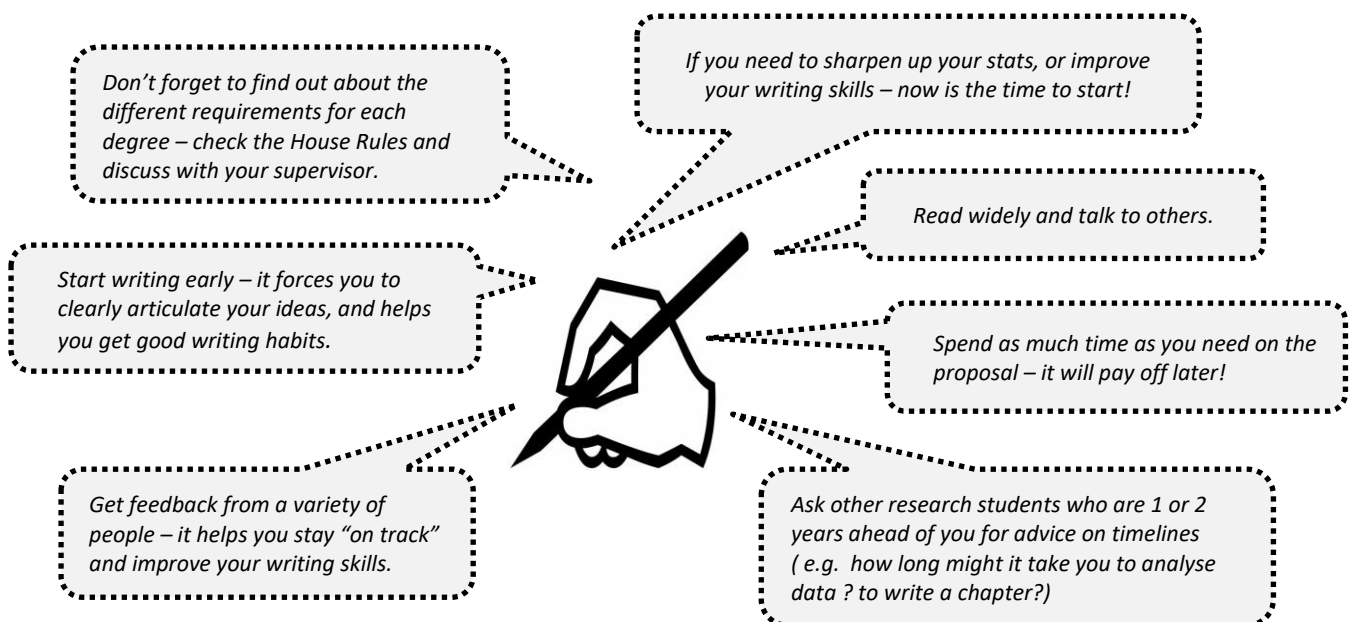 Don’t forget to find out about the
different requirements for each
degree – check the House Rules and
discuss with your supervisor.
If you need to sharpen up your stats, or improve
your writing skills – now is the time to start!
Read widely and talk to others.
Start writing early – it forces you to
clearly articulate your ideas, and helps
you get good writing habits.
Spend as much time as you need on the
proposal – it will pay off later!
Get feedback from a variety of
people – it helps you stay “on track”
and improve your writing skills.
Ask other research students who are 1 or 2
years ahead of you for advice on timelines
( e.g. how long might it take you to analyse
data ? to write a chapter?)